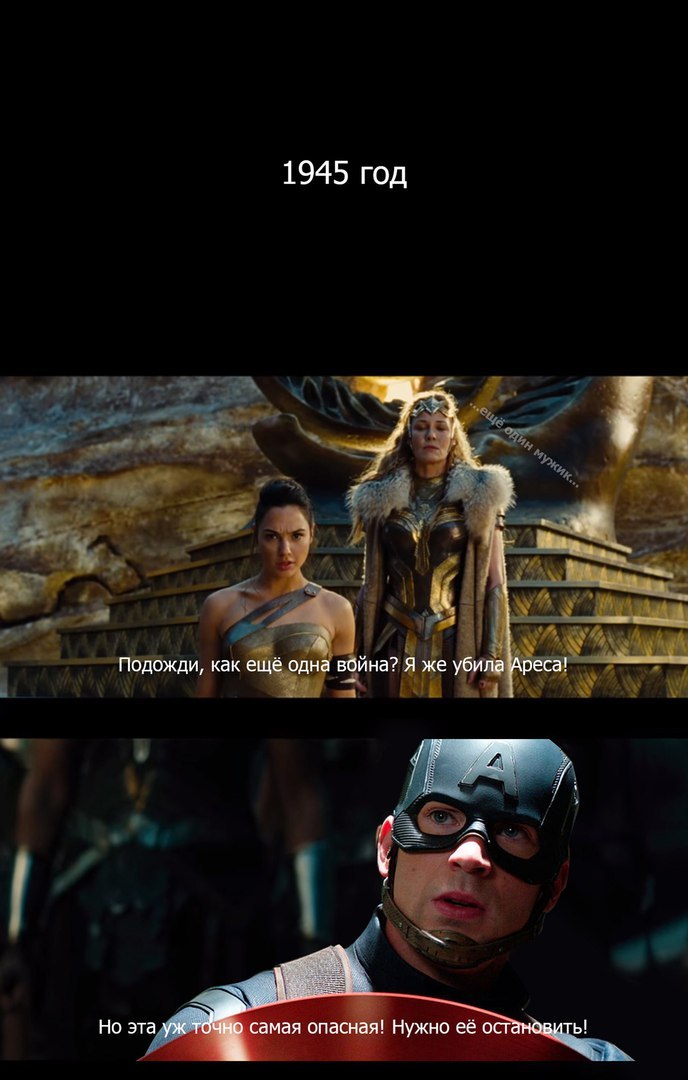 1945 год
...ещё один мужик...
Подожди, как ещё одна война? Я же убила Ареса!
A
Но эта уж точно самая опасная! Нужно её остановить!